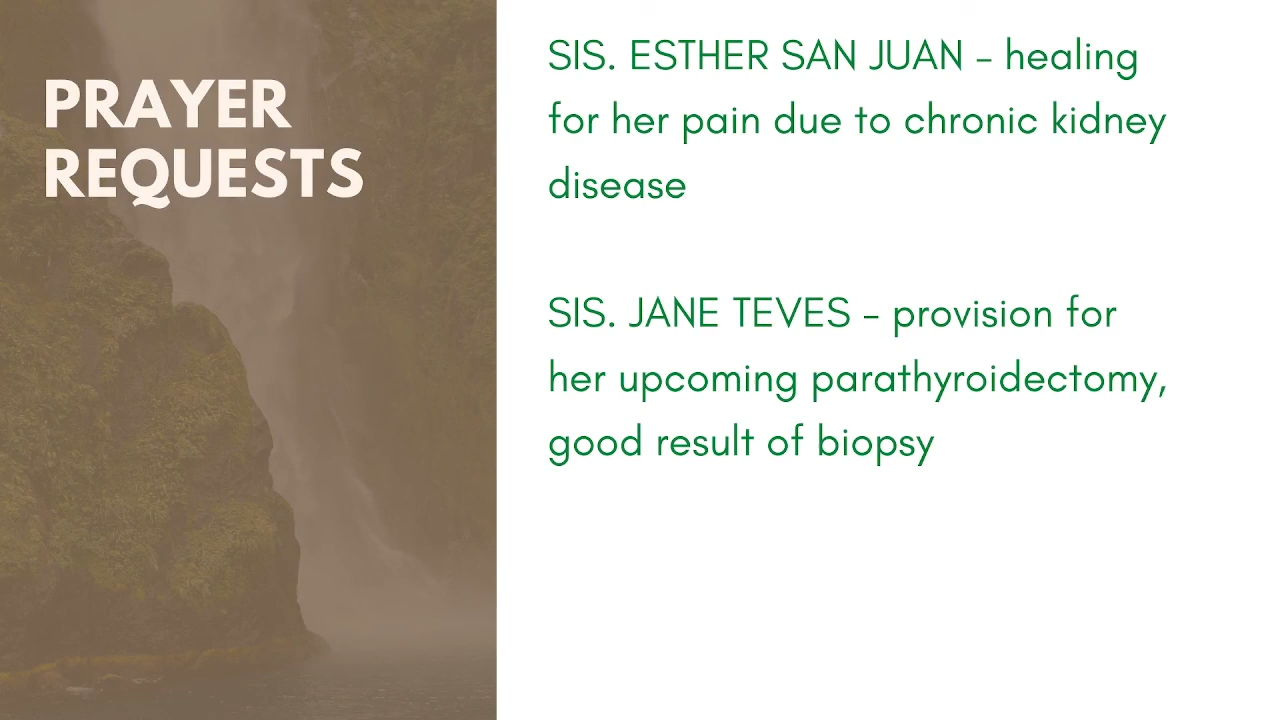 PRAYER
REQUESTS
SIS. ESTHER SAN JUAN – healing
for her pain due to chronic kidney
disease
SIS. JANE TEVES – provision for
her upcoming parathyroidectomy,
good result of biopsy